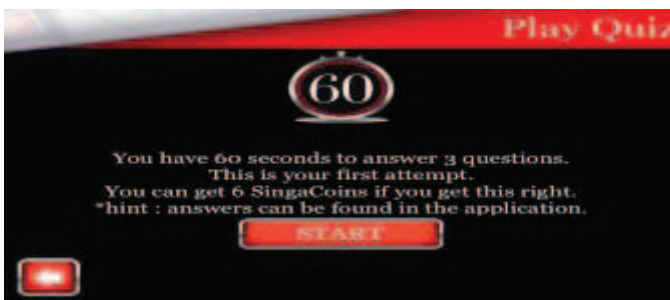 Play Quiz
60
You have 60 seconds to answer 3 questions.
This is your first attempt.
You can get 6 SingaCoins if you get this right.
*hint : answers can be found in the application.
START